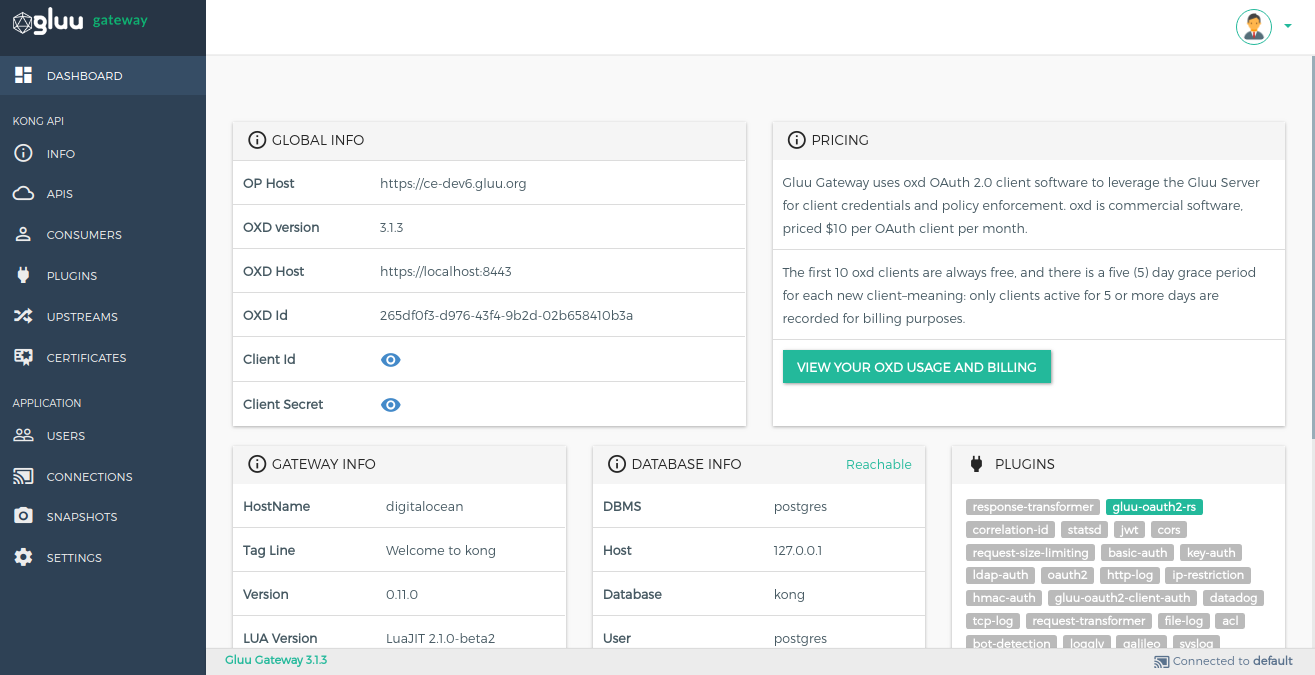 gluu gateway
DASHBOARD
KONG API
INFO
APIS
CONSUMERS
PLUGINS
UPSTREAMS
CERTIFICATES
APPLICATION
USERS
CONNECTIONS
SNAPSHOTS
SETTINGS
GLOBAL INFO
OP Host https://ce-dev6.gluu.org
OXD version 3.1.3
OXD Host https://localhost:8443
OXD Id 265df0f3-d976-43f4-9b2d-02b658410b3a
Client Id
Client Secret
PRICING
Gluu Gateway uses oxd OAuth 2.0 client software to leverage the Gluu Server
for client credentials and policy enforcement. oxd is commercial software,
priced $10 per OAuth client per month.
The first 10 oxd clients are always free, and there is a five (5) day grace period
for each new client–meaning: only clients active for 5 or more days are
recorded for billing purposes.
VIEW YOUR OXD USAGE AND BILLING
GATEWAY INFO
HostName digitalocean
Tag Line Welcome to kong
Version 0.11.0
LUA Version LuaJIT 2.1.0-beta2
DATABASE INFO Reachable
DBMS postgres
Host 127.0.0.1
Database kong
User postgres
PLUGINS
response-transformer gluu-oauth2-rs
correlation-id statsd jwt cors
request-size-limiting basic-auth key-auth
ldap-auth oauth2 http-log ip-restriction
hmac-auth gluu-oauth2-client-auth datadog
tcp-log request-transformer file-log acl
bot-detection loggly galileo syslog
Gluu Gateway 3.1.3
Connected to default